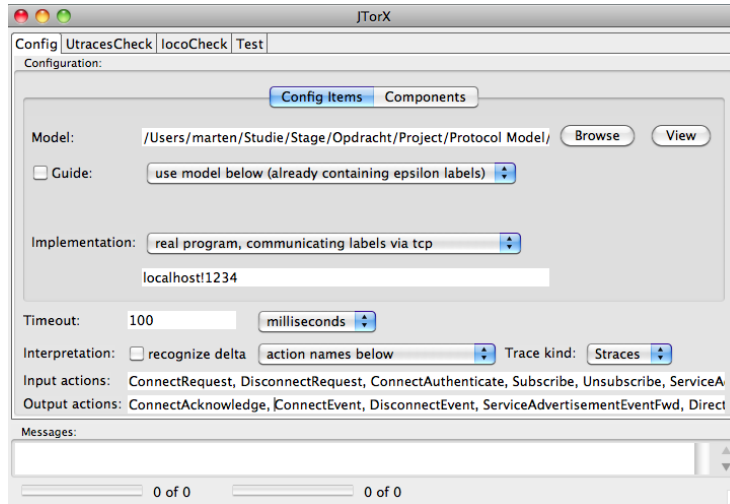 JTorX
Config UtracesCheck IocoCheck Test
Configuration:
Config Items Components
Model: /Users/marten/Studie/Stage/Opdracht/Project/Protocol Model/ Browse View
Guide: use model below (already containing epsilon labels)
Implementation: real program, communicating labels via tcp
localhost!1234
Timeout: 100 milliseconds
Interpretation: recognize delta action names below Trace kind: Straces
Input actions: ConnectRequest, DisconnectRequest, ConnectAuthenticate, Subscribe, Unsubscribe, ServiceA
Output actions: ConnectAcknowledge, ConnectEvent, DisconnectEvent, ServiceAdvertisementEventFwd, Direct
Messages:
0 of 0 0 of 0